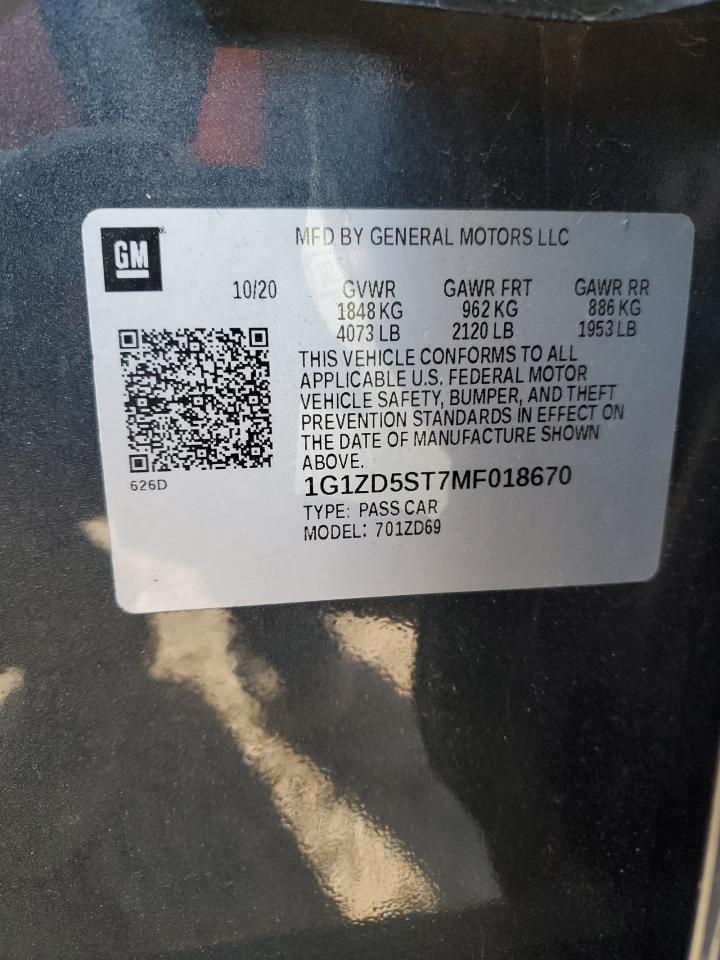 GM
MFD BY GENERAL MOTORS LLC
10/20 GVWR GAWR FRT GAWR RR
1848 KG 962 KG 886 KG
4073 LB 2120 LB 1953 LB
THIS VEHICLE CONFORMS TO ALL
APPLICABLE U.S. FEDERAL MOTOR
VEHICLE SAFETY, BUMPER, AND THEFT
PREVENTION STANDARDS IN EFFECT ON
THE DATE OF MANUFACTURE SHOWN
ABOVE.
626D
1G1ZD5ST7MF018670
TYPE: PASS CAR
MODEL: 701ZD69